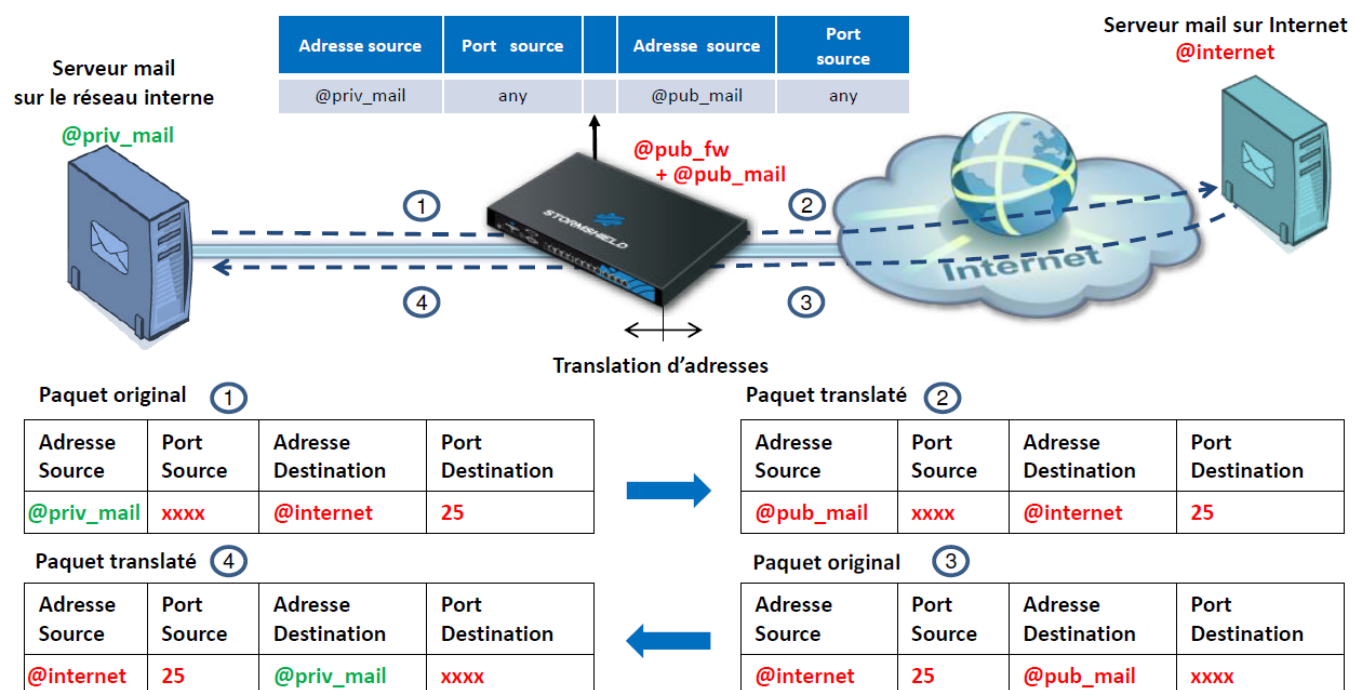 Adresse source Port source Adresse source Port source
@priv_mail any @pub_mail any
Serveur mail
sur le réseau interne
@priv_mail
Serveur mail sur Internet
@internet
@pub_fw
+ @pub_mail
1
2
STORMSHIELD
Internet
4
3
Translation d’adresses
Paquet original 1
Adresse Source Port Source Adresse Destination Port Destination
@priv_mail xxxx @internet 25
Paquet translaté 2
Adresse Source Port Source Adresse Destination Port Destination
@pub_mail xxxx @internet 25
Paquet translaté 4
Adresse Source Port Source Adresse Destination Port Destination
@internet 25 @priv_mail xxxx
Paquet original 3
Adresse Source Port Source Adresse Destination Port Destination
@internet 25 @pub_mail xxxx